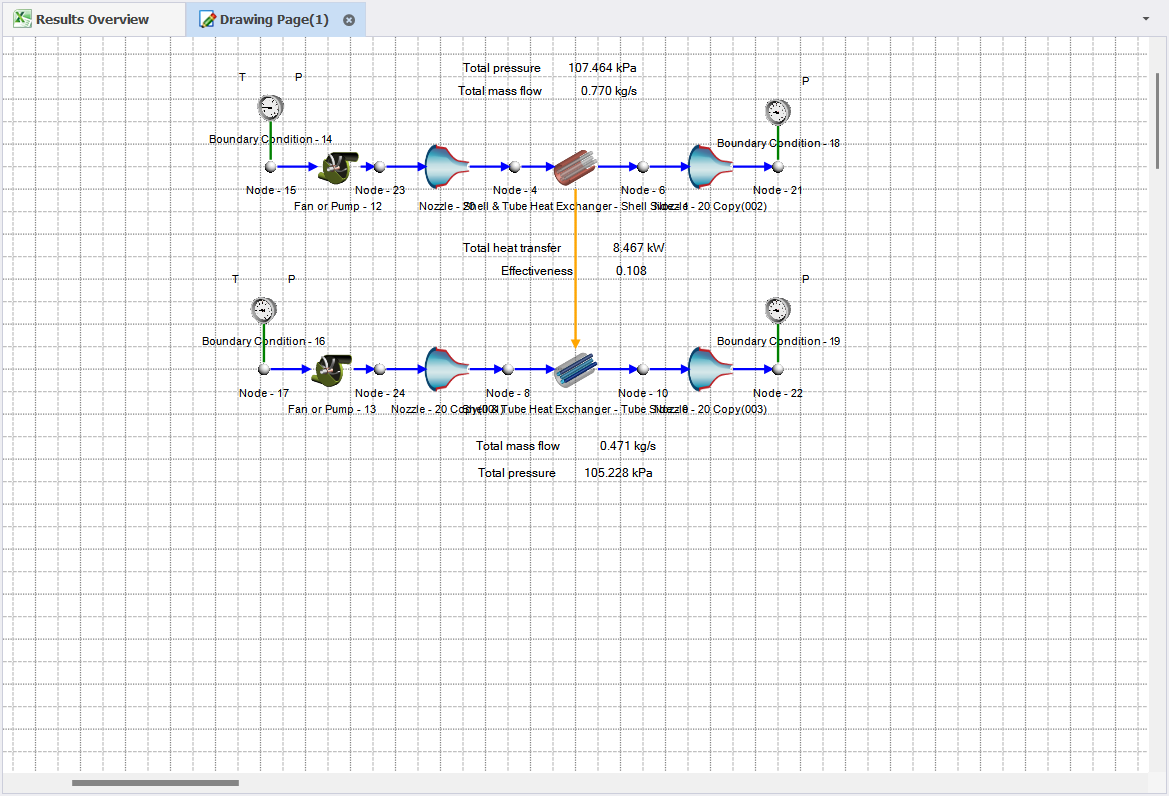 Results Overview
Drawing Page(1)
Total pressure 107.464 kPa
T P
P
Total mass flow 0.770 kg/s
Boundary Condition - 14
Boundary Condition - 18
Node - 15
Node - 23
Node - 4
Node - 6
Node - 21
Fan or Pump - 12
Nozzle - 20
Shell & Tube Heat Exchanger - Shell Side - 1
Nozzle - 20 Copy(002)
Total heat transfer 8.467 kW
Effectiveness 0.108
T P
P
Boundary Condition - 16
Boundary Condition - 19
Node - 17
Node - 24
Node - 8
Node - 10
Node - 22
Fan or Pump - 13
Nozzle - 20 Copy(001)
Shell & Tube Heat Exchanger - Tube Side - 9
Nozzle - 20 Copy(003)
Total mass flow 0.471 kg/s
Total pressure 105.228 kPa